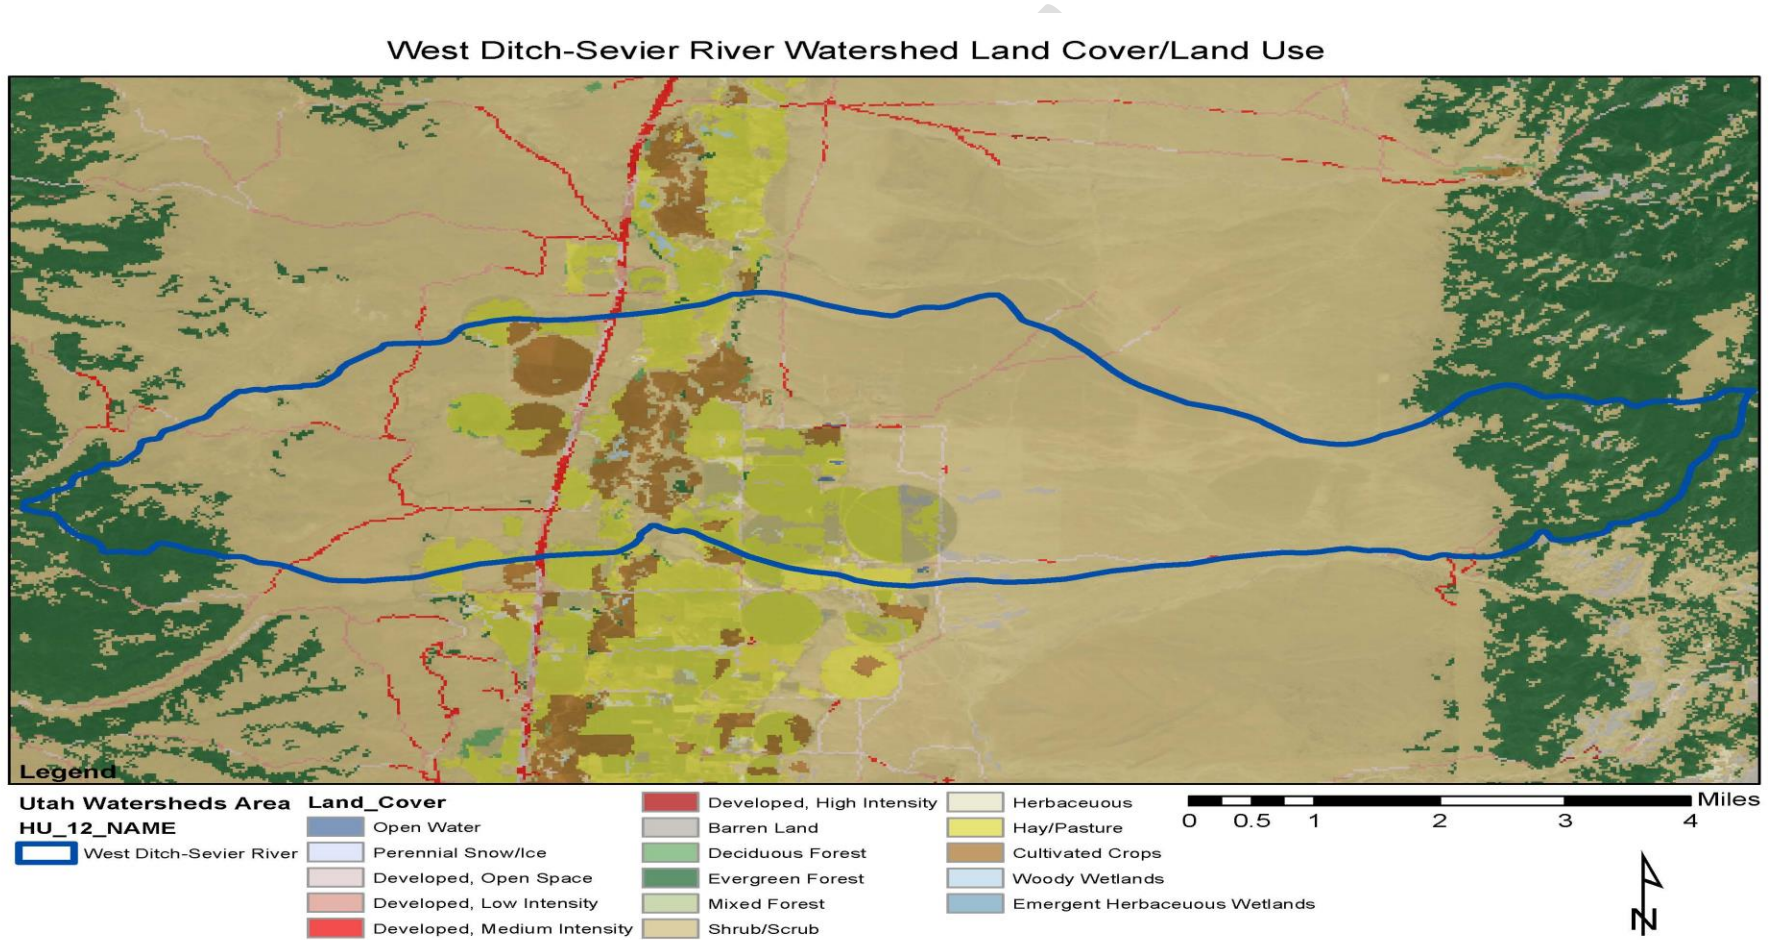 West Ditch-Sevier River Watershed Land Cover/Land Use
Legend
Utah Watersheds Area
HU_12_NAME
West Ditch-Sevier River
Land_Cover
Open Water
Perennial Snow/Ice
Developed, Open Space
Developed, Low Intensity
Developed, Medium Intensity
Developed, High Intensity
Barren Land
Deciduous Forest
Evergreen Forest
Mixed Forest
Shrub/Scrub
Herbaceuous
Hay/Pasture
Cultivated Crops
Woody Wetlands
Emergent Herbaceuous Wetlands
Miles
0 0.5 1 2 3 4
N